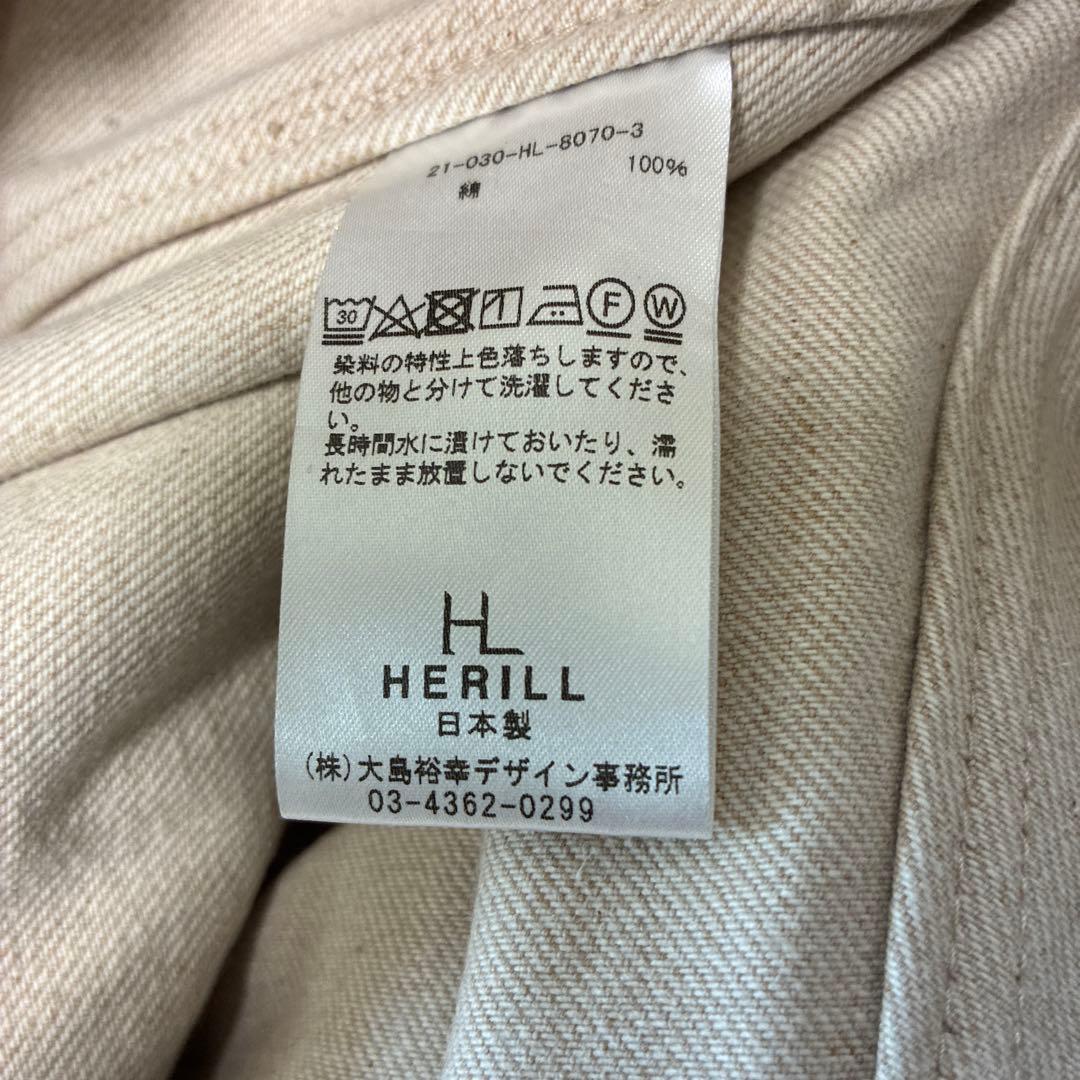 21-030-HL-8070-3
綿 100%
30 F W
染料の特性上色落ちしますので、
他の物と分けて洗濯してくださ
い。
長時間水に漬けておいたり、濡
れたまま放置しないでください。
HL
HERILL
日本製
(株)大島裕幸デザイン事務所
03-4362-0299